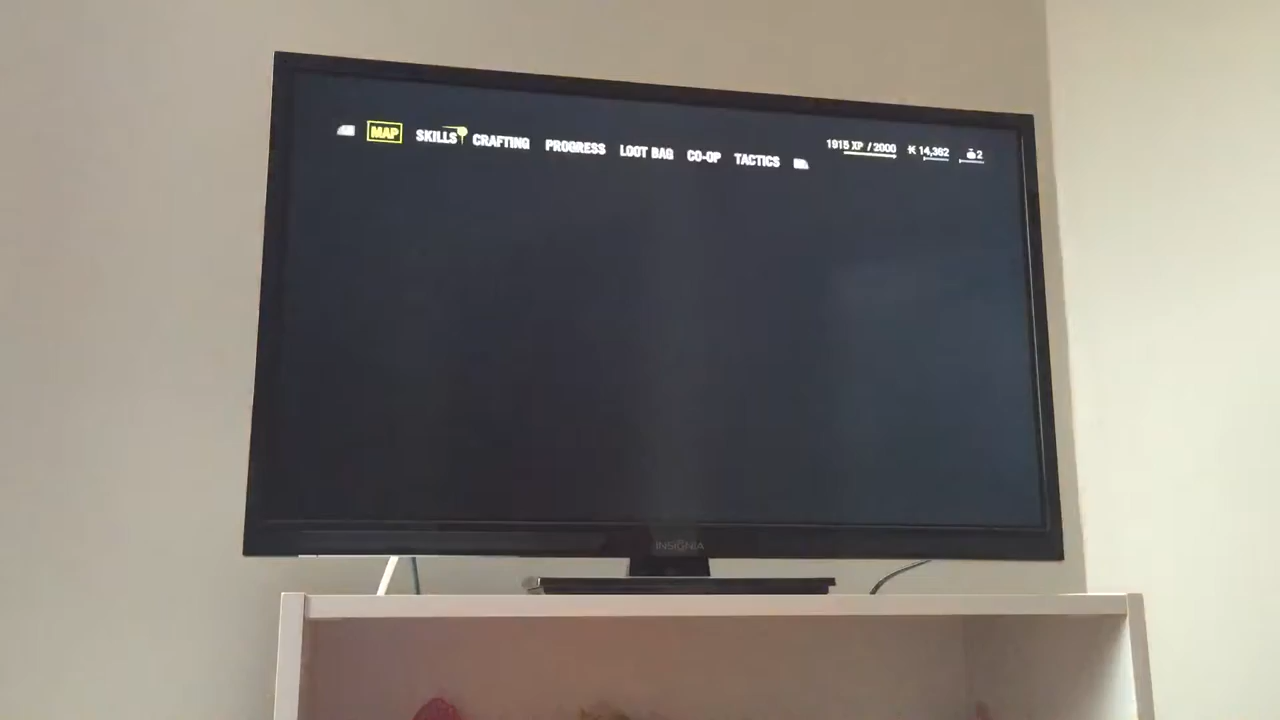 MAP SKILLS CRAFTING PROGRESS LOOT BAG CO-OP TACTICS 1915 XP / 2000 14,362 2
INSIGNIA